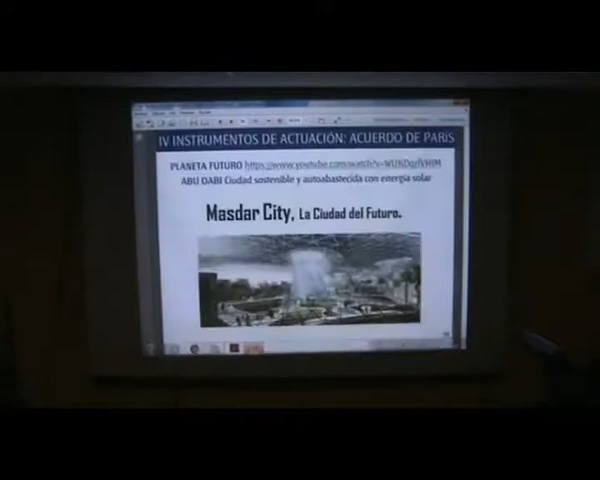 IV INSTRUMENTOS DE ACTUACIÓN: ACUERDO DE PARÍS
PLANETA FUTURO
ABU DABI Ciudad sostenible y autoabastecida con energía solar
Masdar City, La Ciudad del Futuro.